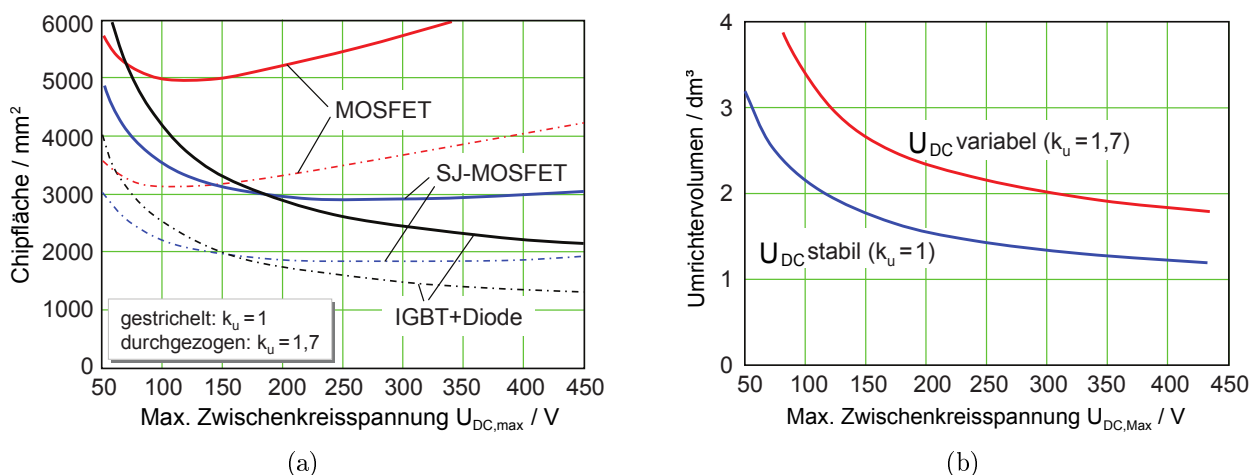 6000
5000
4000
3000
2000
1000
0
Chipfläche / mm²
MOSFET
SJ-MOSFET
IGBT+Diode
gestrichelt: kᵤ = 1
durchgezogen: kᵤ = 1,7
50 100 150 200 250 300 350 400 450
Max. Zwischenkreisspannung U_DC,max / V
(a)
4
3
2
1
0
Umrichtervolumen / dm³
U_DC variabel (kᵤ = 1,7)
U_DC stabil (kᵤ = 1)
50 100 150 200 250 300 350 400 450
Max. Zwischenkreisspannung U_DC,Max / V
(b)